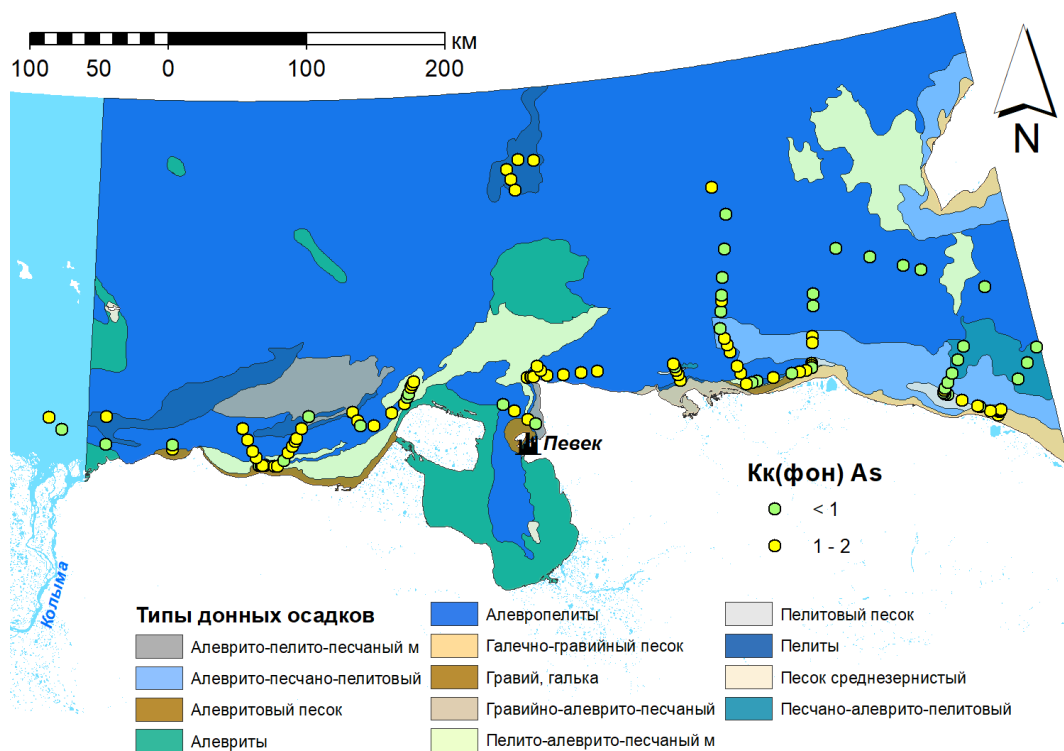 км
100 50 0 100 200
N
Певек
Кк(фон) As
< 1
1 - 2
Колыма
Типы донных осадков
Алеврито-пелито-песчаный м
Алеврито-песчано-пелитовый
Алевритовый песок
Алевриты
Алевропелиты
Галечно-гравийный песок
Гравий, галька
Гравийно-алеврито-песчаный
Пелито-алеврито-песчаный м
Пелитовый песок
Пелиты
Песок среднезернистый
Песчано-алеврито-пелитовый